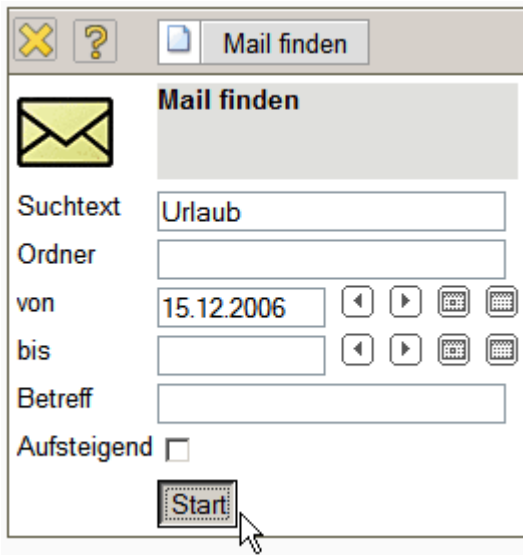 Mail finden
Mail finden
Suchtext Urlaub
Ordner
von 15.12.2006
bis
Betreff
Aufsteigend
Start